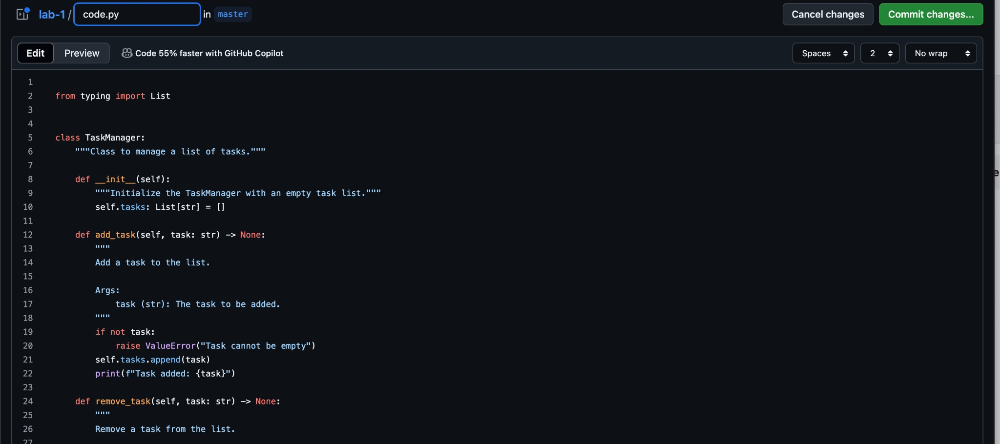 lab-1 / code.py in master Cancel changes Commit changes...
Edit Preview Code 55% faster with GitHub Copilot Spaces 2 No wrap
1
2 from typing import List
3
4
5 class TaskManager:
6     """Class to manage a list of tasks."""
7
8     def __init__(self):
9         """Initialize the TaskManager with an empty task list."""
10         self.tasks: List[str] = []
11
12     def add_task(self, task: str) -> None:
13         """
14         Add a task to the list.
15
16         Args:
17             task (str): The task to be added.
18         """
19         if not task:
20             raise ValueError("Task cannot be empty")
21         self.tasks.append(task)
22         print(f"Task added: {task}")
23
24     def remove_task(self, task: str) -> None:
25         """
26         Remove a task from the list.
27